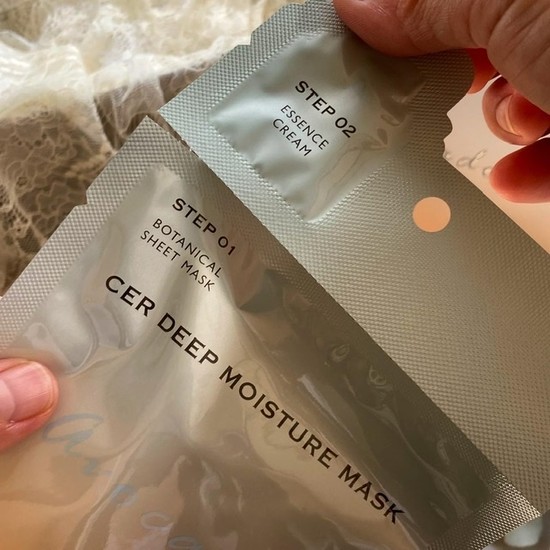 STEP 02
ESSENCE
CREAM
STEP 01
BOTANICAL
SHEET MASK
CER DEEP MOISTURE MASK